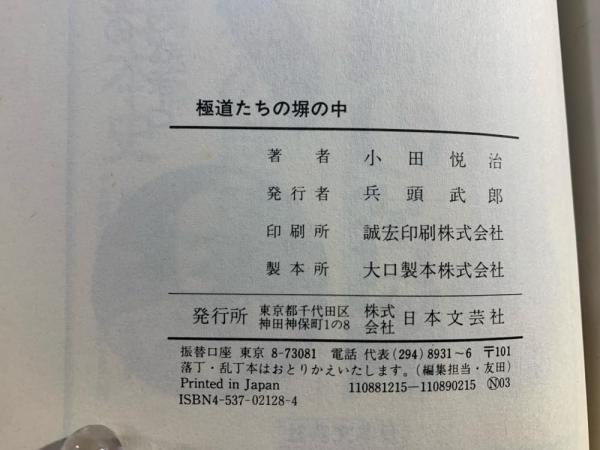 極道たちの塀の中
著者 小田悦治
発行者 兵頭武郎
印刷所 誠宏印刷株式会社
製本所 大口製本株式会社
発行所 東京都千代田区神田神保町1の8 株式会社 日本文芸社
振替口座 東京 8-73081 電話 代表 (294) 8931~6 〒101
落丁・乱丁本はおとりかえいたします。(編集担当・友田)
Printed in Japan 110881215—110890215 Ⓝ03
ISBN4-537-02128-4